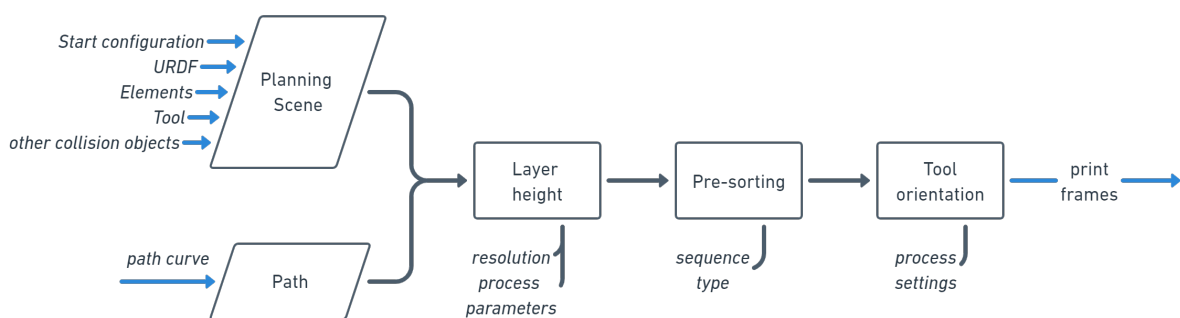 Start configuration
URDF
Elements
Tool
other collision objects
Planning
Scene
path curve
Path
Layer
height
resolution
process
parameters
Pre-sorting
sequence
type
Tool
orientation
process
settings
print
frames